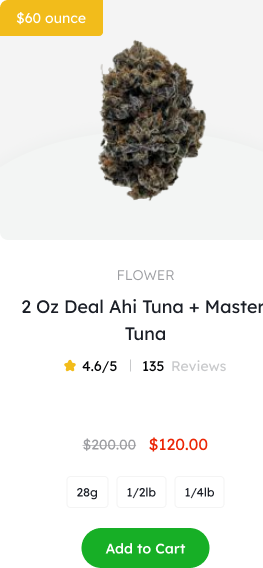 $60 ounce
FLOWER
2 Oz Deal Ahi Tuna + Master
Tuna
4.6/5 | 135 Reviews
$200.00 $120.00
28g 1/2lb 1/4lb
Add to Cart